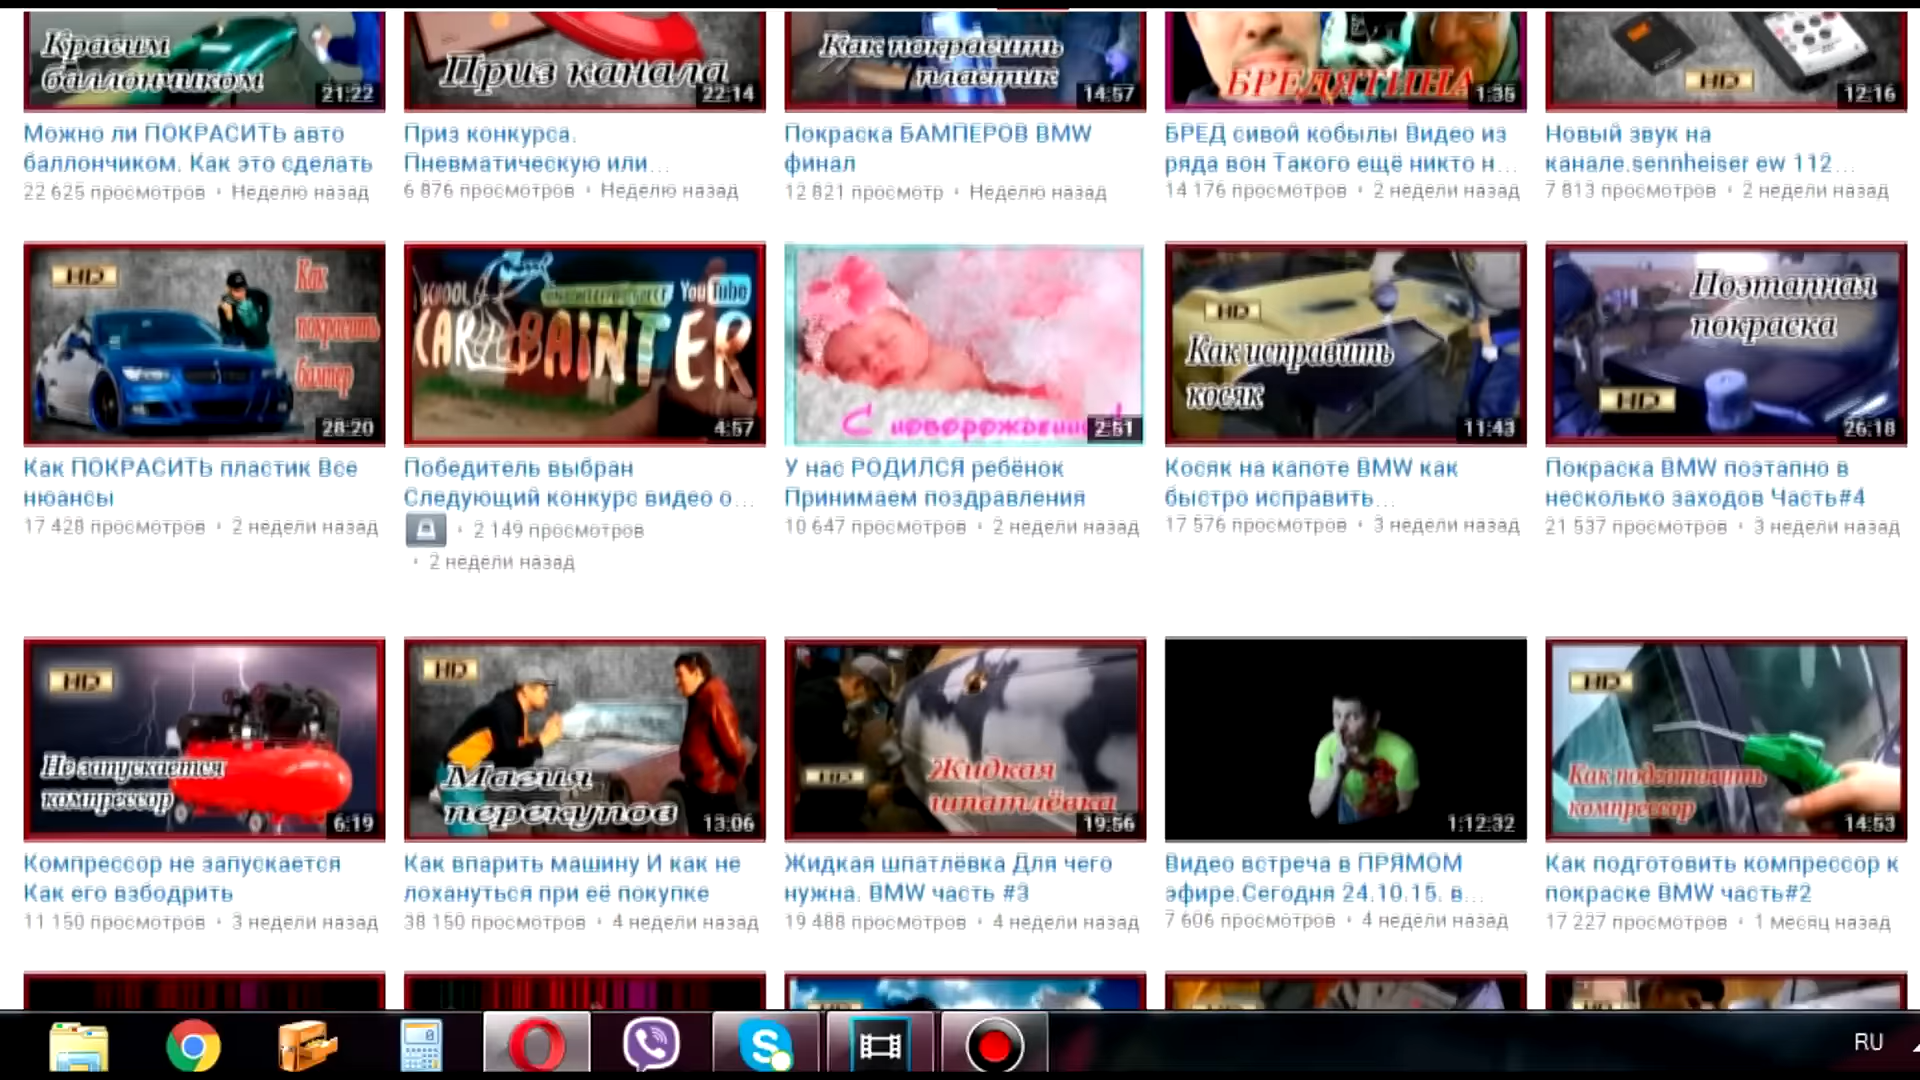 Красим
баллончиком
21:22
Приз канала
22:14
Как покрасить
пластик
14:57
БРЕДЯТИНА
1:35
HD
12:16
Можно ли ПОКРАСИТЬ авто
баллончиком. Как это сделать
22 625 просмотров • Неделю назад
Приз конкурса.
Пневматическую или...
6 876 просмотров • Неделю назад
Покраска БАМПЕРОВ BMW
финал
12 821 просмотр • Неделю назад
БРЕД сивой кобылы Видео из
ряда вон Такого ещё никто н...
14 176 просмотров • 2 недели назад
Новый звук на
канале.sennheiser ew 112...
7 813 просмотров • 2 недели назад
HD
Как
покрасить
бампер
28:20
SCHOOL
YouTube
CAR PAINTER
4:57
С новорожденным
2:51
HD
Как исправить
косяк
11:43
Поэтапная
покраска
HD
26:18
Как ПОКРАСИТЬ пластик Все
нюансы
17 428 просмотров • 2 недели назад
Победитель выбран
Следующий конкурс видео о...
• 2 149 просмотров
• 2 недели назад
У нас РОДИЛСЯ ребёнок
Принимаем поздравления
10 647 просмотров • 2 недели назад
Косяк на капоте BMW как
быстро исправить...
17 576 просмотров • 3 недели назад
Покраска BMW поэтапно в
несколько заходов Часть#4
21 537 просмотров • 3 недели назад
HD
Не запускается
компрессор
6:19
HD
Магия
перекупов
13:06
HD
Жидкая
шпатлёвка
19:56
1:12:32
HD
Как подготовить
компрессор
14:53
Компрессор не запускается
Как его взбодрить
11 150 просмотров • 3 недели назад
Как впарить машину И как не
лохануться при её покупке
38 150 просмотров • 4 недели назад
Жидкая шпатлёвка Для чего
нужна. BMW часть #3
19 488 просмотров • 4 недели назад
Видео встреча в ПРЯМОМ
эфире.Сегодня 24.10.15. в...
7 606 просмотров • 4 недели назад
Как подготовить компрессор к
покраске BMW часть#2
17 227 просмотров • 1 месяц назад
RU